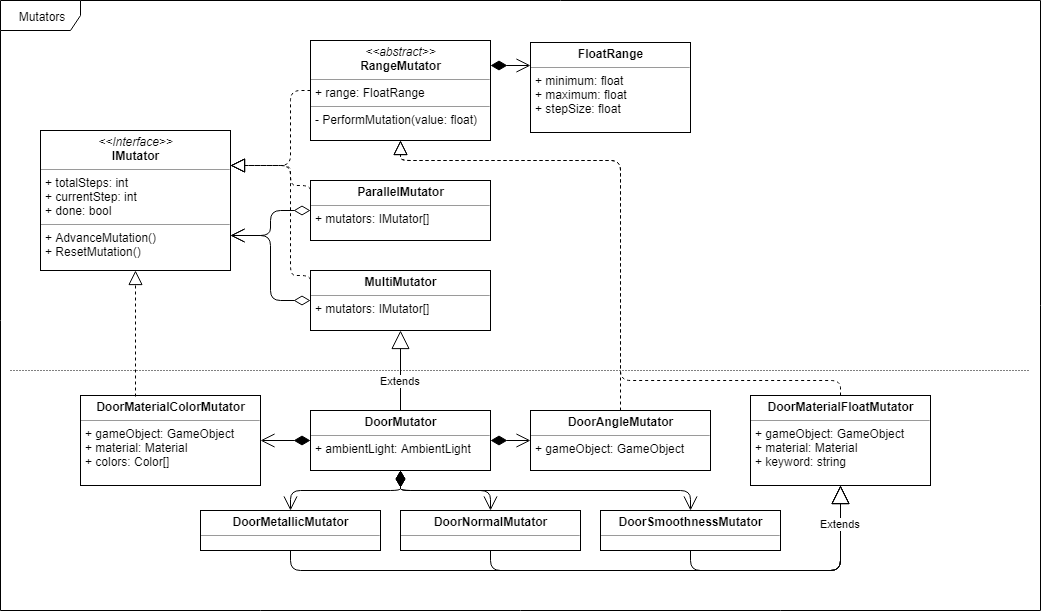 Mutators
<<abstract>>
RangeMutator
+ range: FloatRange
- PerformMutation(value: float)
FloatRange
+ minimum: float
+ maximum: float
+ stepSize: float
<<Interface>>
IMutator
+ totalSteps: int
+ currentStep: int
+ done: bool
+ AdvanceMutation()
+ ResetMutation()
ParallelMutator
+ mutators: IMutator[]
MultiMutator
+ mutators: IMutator[]
Extends
DoorMaterialColorMutator
+ gameObject: GameObject
+ material: Material
+ colors: Color[]
DoorMutator
+ ambientLight: AmbientLight
DoorAngleMutator
+ gameObject: GameObject
DoorMaterialFloatMutator
+ gameObject: GameObject
+ material: Material
+ keyword: string
DoorMetallicMutator
DoorNormalMutator
DoorSmoothnessMutator
Extends